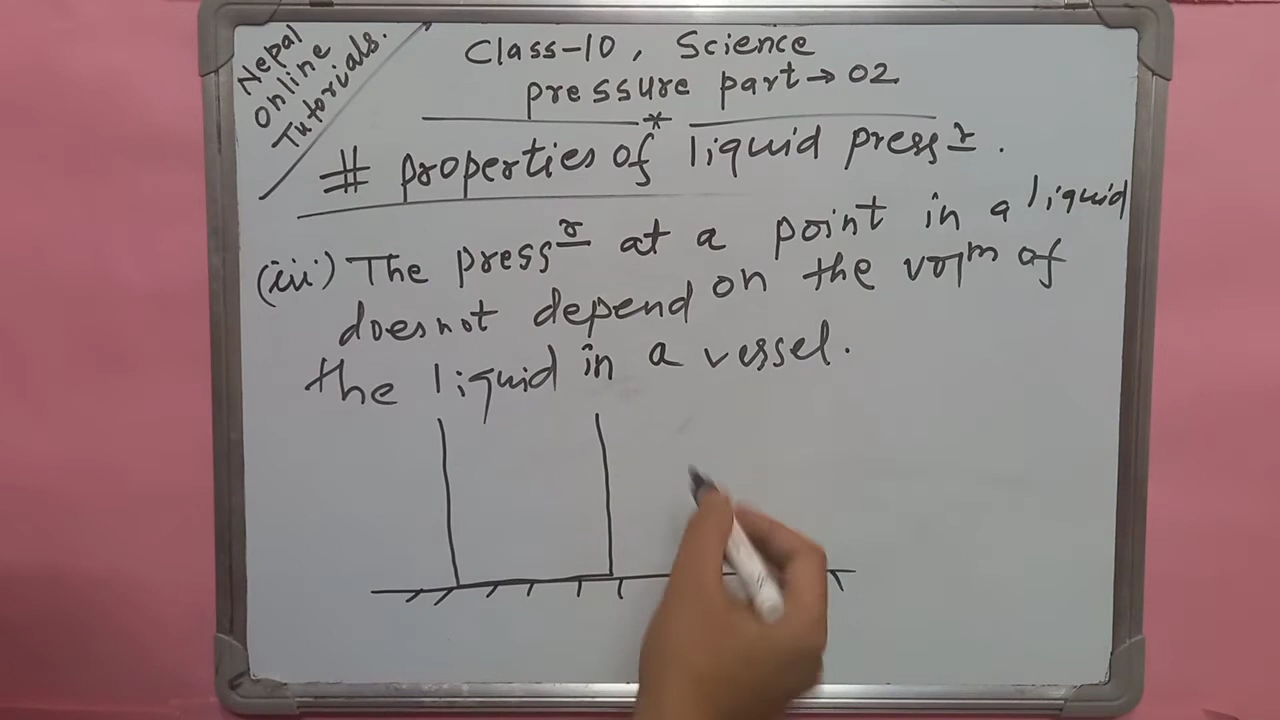 Nepal
Online
Tutorials.
Class-10, Science
pressure part→02
*
# properties of liquid pressr.
(iii) The pressr at a point in a liquid
does not depend on the volm of
the liquid in a vessel.